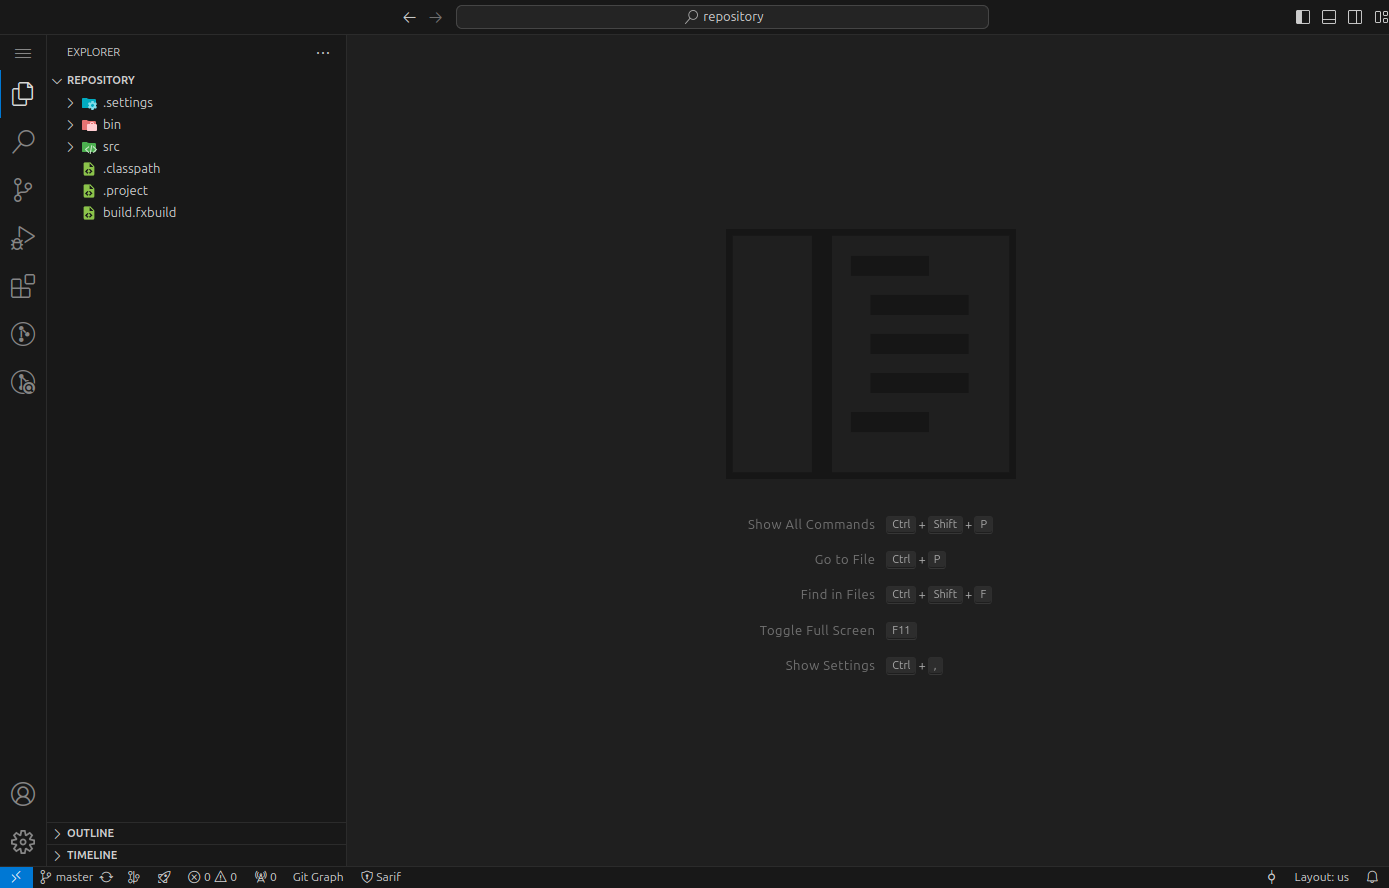 repository
EXPLORER
REPOSITORY
.settings
bin
src
.classpath
.project
build.fxbuild
Show All Commands Ctrl + Shift + P
Go to File Ctrl + P
Find in Files Ctrl + Shift + F
Toggle Full Screen F11
Show Settings Ctrl + ,
OUTLINE
TIMELINE
master 0 0 0 Git Graph Sarif Layout: us